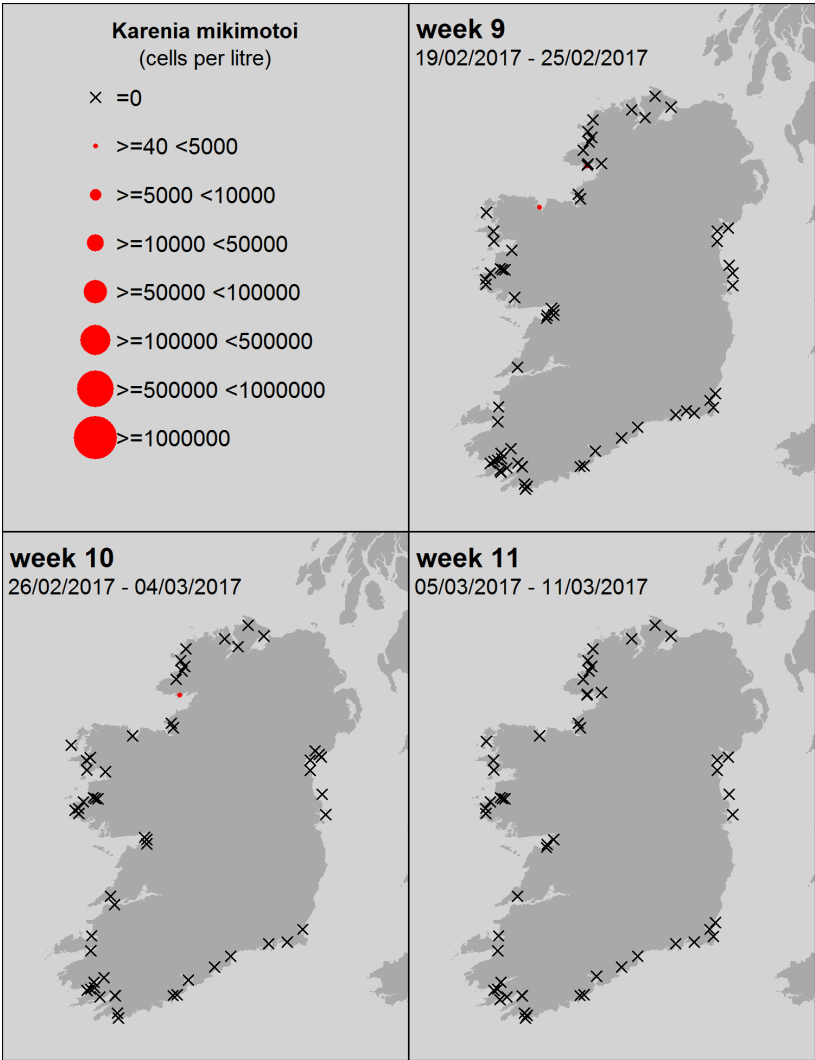 Karenia mikimotoi
(cells per litre)
=0
>=40 <5000
>=5000 <10000
>=10000 <50000
>=50000 <100000
>=100000 <500000
>=500000 <1000000
>=1000000
week 9
19/02/2017 - 25/02/2017
week 10
26/02/2017 - 04/03/2017
week 11
05/03/2017 - 11/03/2017